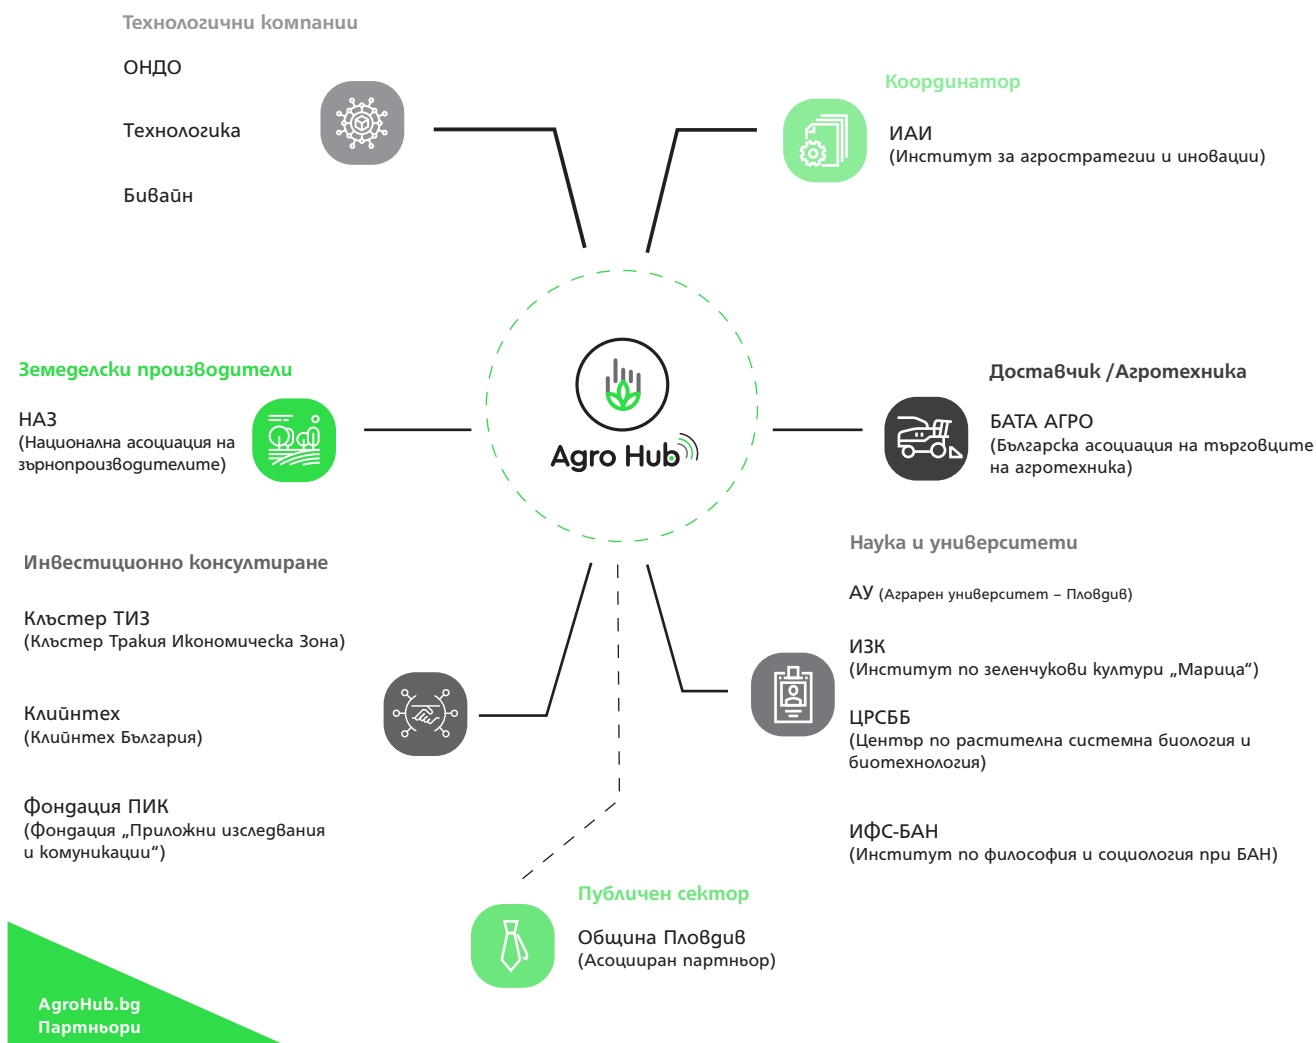 Технологични компании
ОНДО
Технологика
Бивайн
Координатор
ИАИ
(Институт за агростратегии и иновации)
Земеделски производители
НАЗ
(Национална асоциация на
зърнопроизводителите)
Agro Hub
Доставчик /Агротехника
БАТА АГРО
(Българска асоциация на търговците
на агротехника)
Инвестиционно консултиране
Клъстер ТИЗ
(Клъстер Тракия Икономическа Зона)
Клийнтех
(Клийнтех България)
Фондация ПИК
(Фондация „Приложни изследвания
и комуникации“)
Наука и университети
АУ (Аграрен университет – Пловдив)
ИЗК
(Институт по зеленчукови култури „Марица“)
ЦРСББ
(Център по растителна системна биология и
биотехнология)
ИФС-БАН
(Институт по философия и социология при БАН)
Публичен сектор
Община Пловдив
(Асоцииран партньор)
AgroHub.bg
Партньори